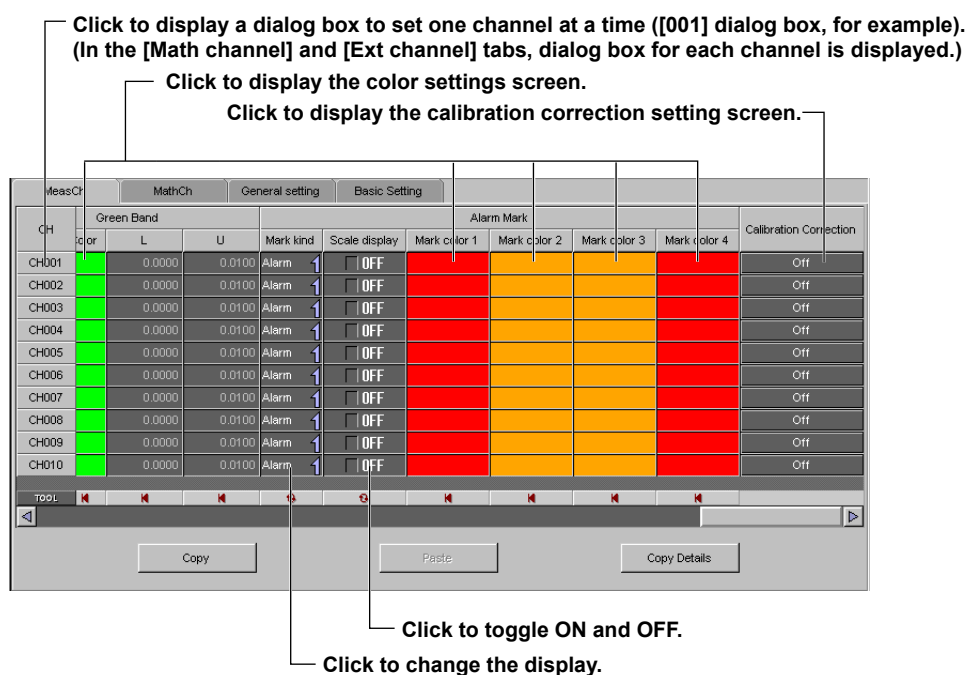 Click to display a dialog box to set one channel at a time ([001] dialog box, for example).
(In the [Math channel] and [Ext channel] tabs, dialog box for each channel is displayed.)
Click to display the color settings screen.
Click to display the calibration correction setting screen.
MeasCh MathCh General setting Basic Setting
CH Green Band Alarm Mark Calibration Correction
Color L U Mark kind Scale display Mark color 1 Mark color 2 Mark color 3 Mark color 4
CH001 0.0000 0.0100 Alarm OFF Off
CH002 0.0000 0.0100 Alarm OFF Off
CH003 0.0000 0.0100 Alarm OFF Off
CH004 0.0000 0.0100 Alarm OFF Off
CH005 0.0000 0.0100 Alarm OFF Off
CH006 0.0000 0.0100 Alarm OFF Off
CH007 0.0000 0.0100 Alarm OFF Off
CH008 0.0000 0.0100 Alarm OFF Off
CH009 0.0000 0.0100 Alarm OFF Off
CH010 0.0000 0.0100 Alarm OFF Off
TOOL
Copy Paste Copy Details
Click to toggle ON and OFF.
Click to change the display.